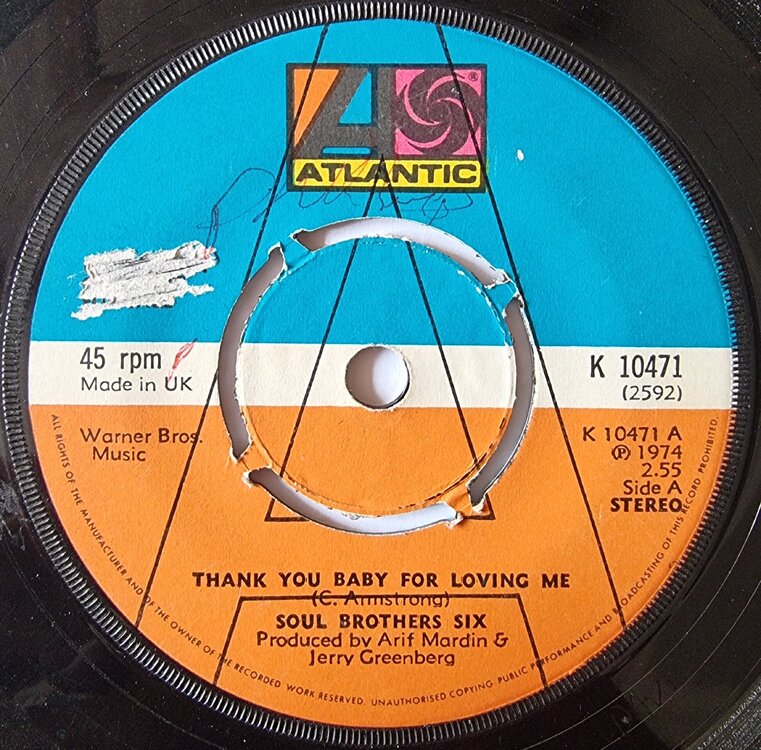 ATLANTIC
®
45 rpm
Made in UK
K 10471
(2592)
Warner Bros.
Music
K 10471 A
℗ 1974
2.55
Side A
STEREO
THANK YOU BABY FOR LOVING ME
(C. Armstrong)
SOUL BROTHERS SIX
Produced by Arif Mardin &
Jerry Greenberg
ALL RIGHTS OF THE MANUFACTURER AND OF THE OWNER OF THE RECORDED WORK RESERVED. UNAUTHORISED COPYING PUBLIC PERFORMANCE AND BROADCASTING OF THIS RECORD PROHIBITED